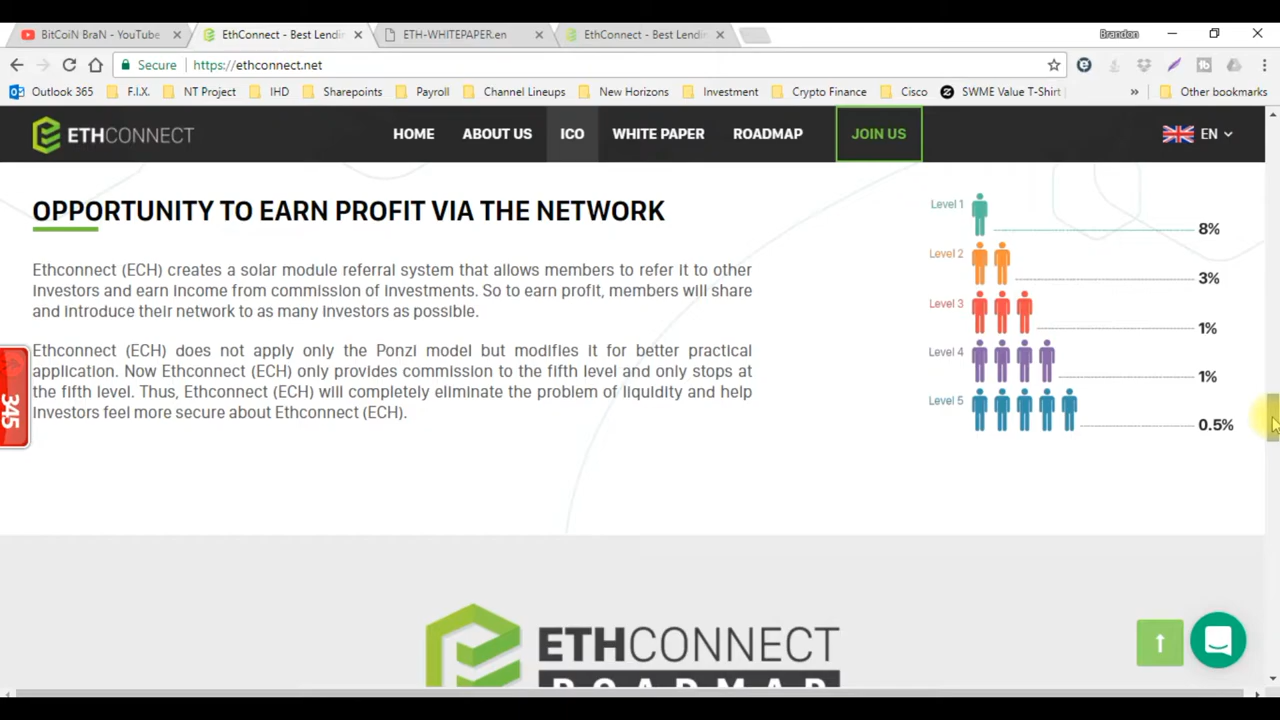 BitCoiN BraN - YouTube
EthConnect - Best Lendin
ETH-WHITEPAPER.en
EthConnect - Best Lendin
Brandon
Secure
https://ethconnect.net
Outlook 365
F.I.X.
NT Project
IHD
Sharepoints
Payroll
Channel Lineups
New Horizons
Investment
Crypto Finance
Cisco
SWME Value T-Shirt
»
Other bookmarks
ETHCONNECT
HOME
ABOUT US
ICO
WHITE PAPER
ROADMAP
JOIN US
EN
OPPORTUNITY TO EARN PROFIT VIA THE NETWORK
Ethconnect (ECH) creates a solar module referral system that allows members to refer it to other
investors and earn income from commission of investments. So to earn profit, members will share
and introduce their network to as many investors as possible.
Ethconnect (ECH) does not apply only the Ponzi model but modifies it for better practical
application. Now Ethconnect (ECH) only provides commission to the fifth level and only stops at
the fifth level. Thus, Ethconnect (ECH) will completely eliminate the problem of liquidity and help
investors feel more secure about Ethconnect (ECH).
Level 1
8%
Level 2
3%
Level 3
1%
Level 4
1%
Level 5
0.5%
345
ETHCONNECT
ROADMAP